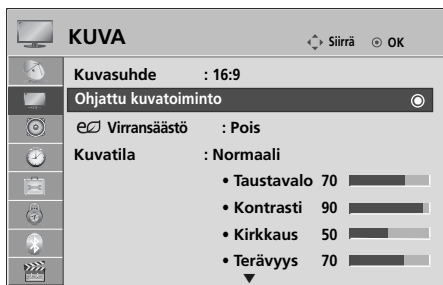 KUVA
Siirrä OK
Kuvasuhde : 16:9
Ohjattu kuvatoiminto
Virransäästö : Pois
Kuvatila : Normaali
• Taustavalo 70
• Kontrasti 90
• Kirkkaus 50
• Terävyys 70